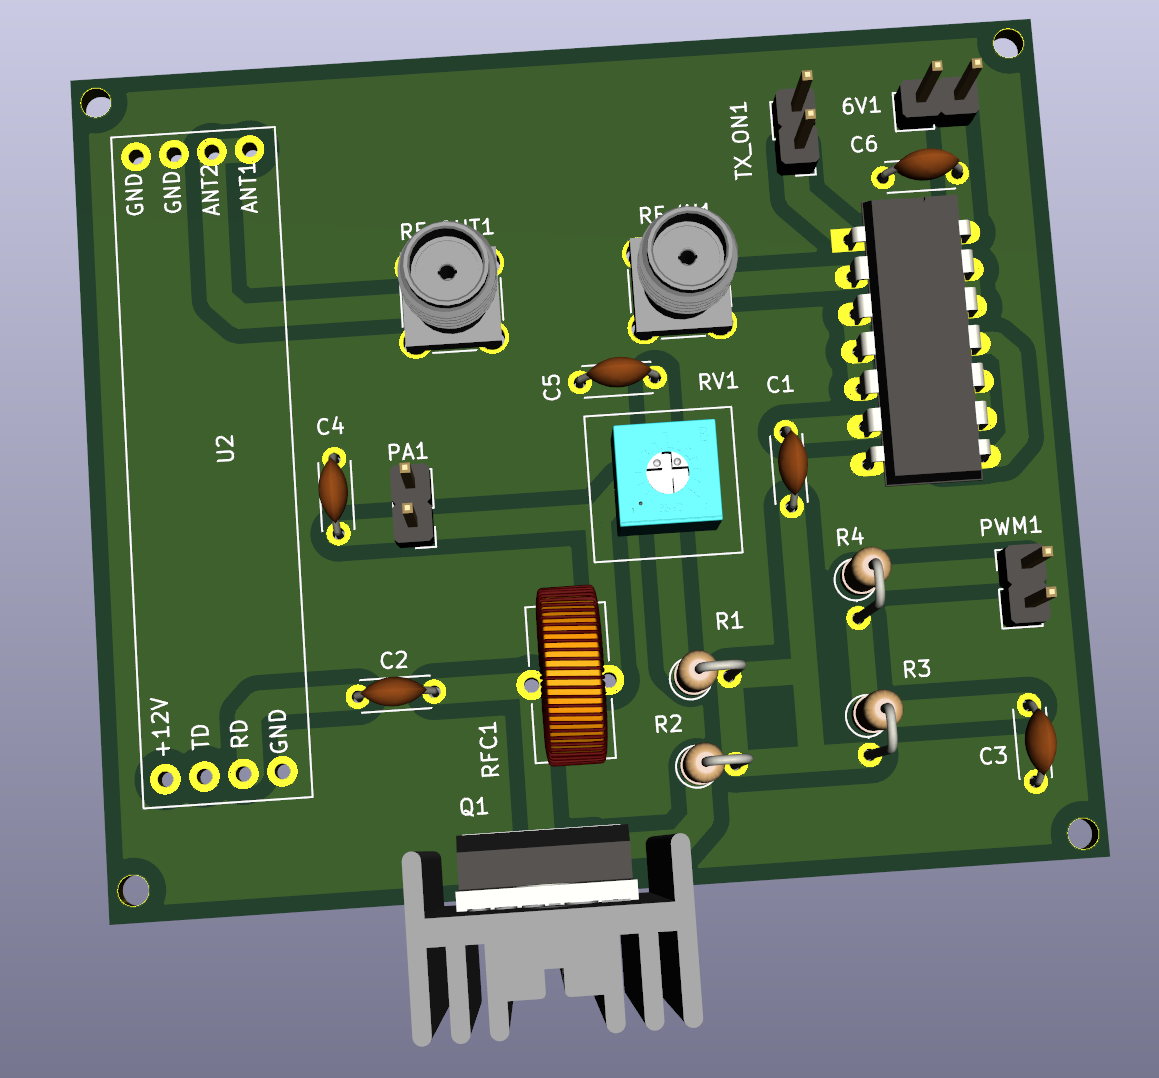 6V1
TX_ON1
C6
GND
GND
ANT2
ANT1
C5
RV1
C1
C4
PA1
U2
R4
PWM1
R1
C2
R3
R2
+12V
TD
RD
GND
RFC1
C3
Q1